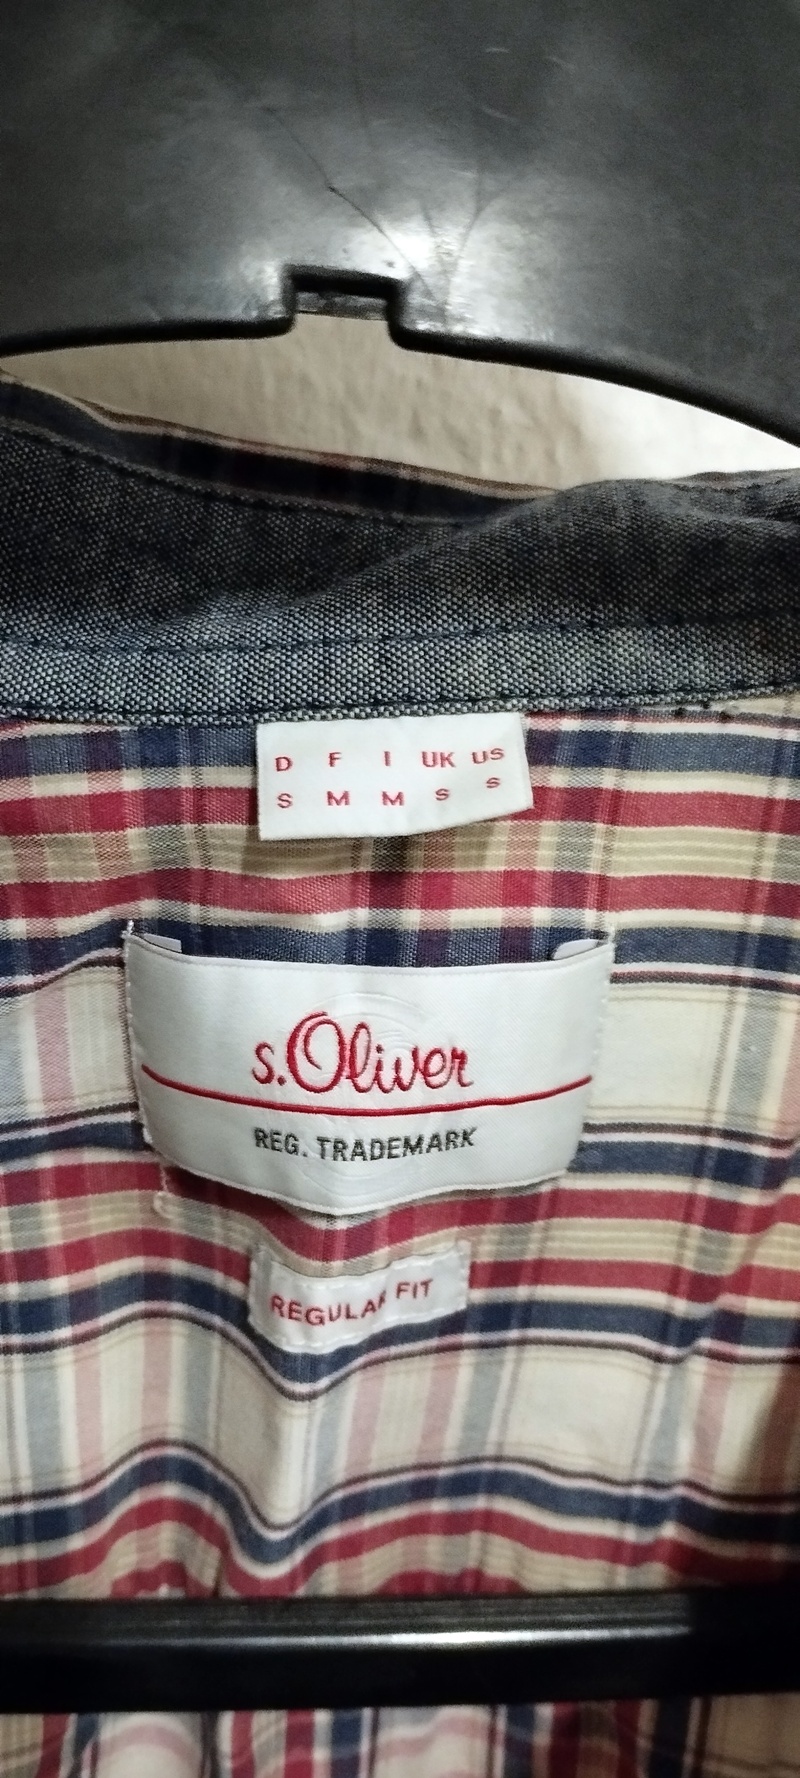 D F I UK US
S M M S S
s.Oliver
REG. TRADEMARK
REGULAR FIT